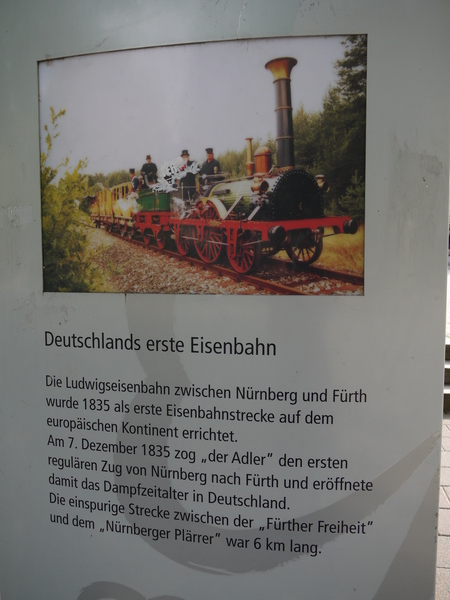 Deutschlands erste Eisenbahn
Die Ludwigseisenbahn zwischen Nürnberg und Fürth
wurde 1835 als erste Eisenbahnstrecke auf dem
europäischen Kontinent errichtet.
Am 7. Dezember 1835 zog „der Adler" den ersten
regulären Zug von Nürnberg nach Fürth und eröffnete
damit das Dampfzeitalter in Deutschland.
Die einspurige Strecke zwischen der „Fürther Freiheit"
und dem „Nürnberger Plärrer" war 6 km lang.